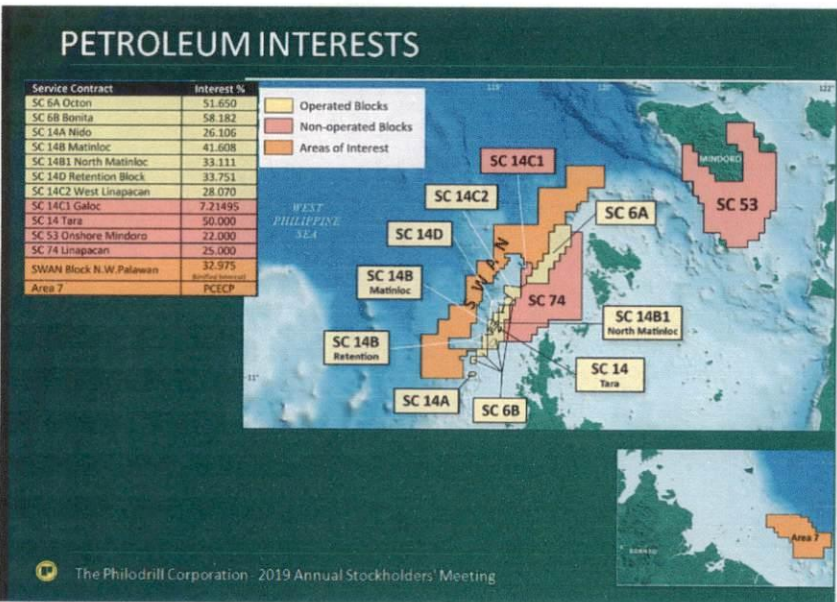 PETROLEUM INTERESTS
Service Contract Interest %
SC 6A Octon 51.650
SC 6B Bonita 58.182
SC 14A Nido 26.106
SC 14B Matinloc 41.608
SC 14B1 North Matinloc 33.111
SC 14D Retention Block 33.751
SC 14C2 West Linapacan 28.070
SC 14C1 Galoc 7.21495
SC 14 Tara 50.000
SC 53 Onshore Mindoro 22.000
SC 74 Linapacan 25.000
SWAN Block N.W.Palawan 32.975
Area 7 PCECP
Operated Blocks
Non-operated Blocks
Areas of Interest
119°
120°
122°
SC 14C1
MINDORO
SC 14C2
SC 53
WEST
PHILIPPINE
SEA
SC 6A
SC 14D
SWAN
SC 14B
Matinloc
SC 74
SC 14B1
North Matinloc
SC 14B
Retention
SC 14
Tara
11°
SC 14A
SC 6B
Area 7
BORNEO
The Philodrill Corporation - 2019 Annual Stockholders' Meeting